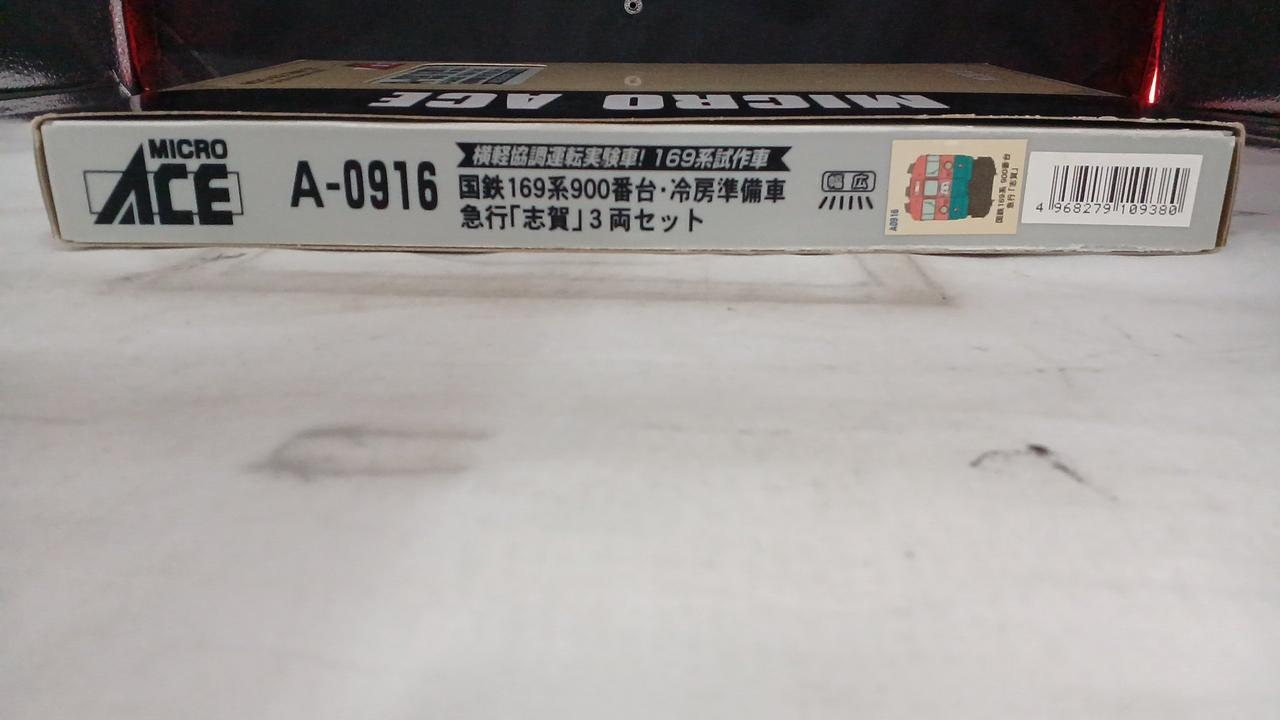 MICRO ACE
MICRO
ACE
A-0916
横軽協調運転実験車! 169系試作車
国鉄169系900番台・冷房準備車
急行「志賀」3両セット
幅広
A0916
国鉄169系 900番台
急行「志賀」
4 968279 109380